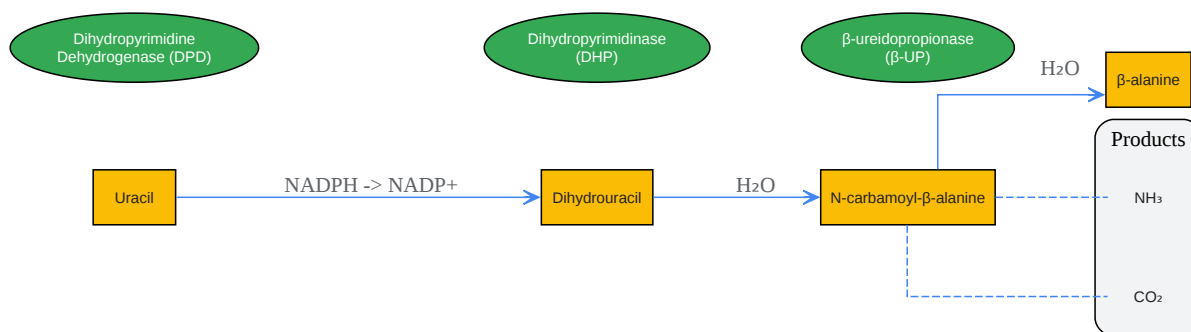 Dihydropyrimidine
Dehydrogenase (DPD)
Dihydropyrimidinase
(DHP)
β-ureidopropionase
(β-UP)
H₂O
β-alanine
Products
Uracil
NADPH -> NADP+
Dihydrouracil
H₂O
N-carbamoyl-β-alanine
NH₃
CO₂